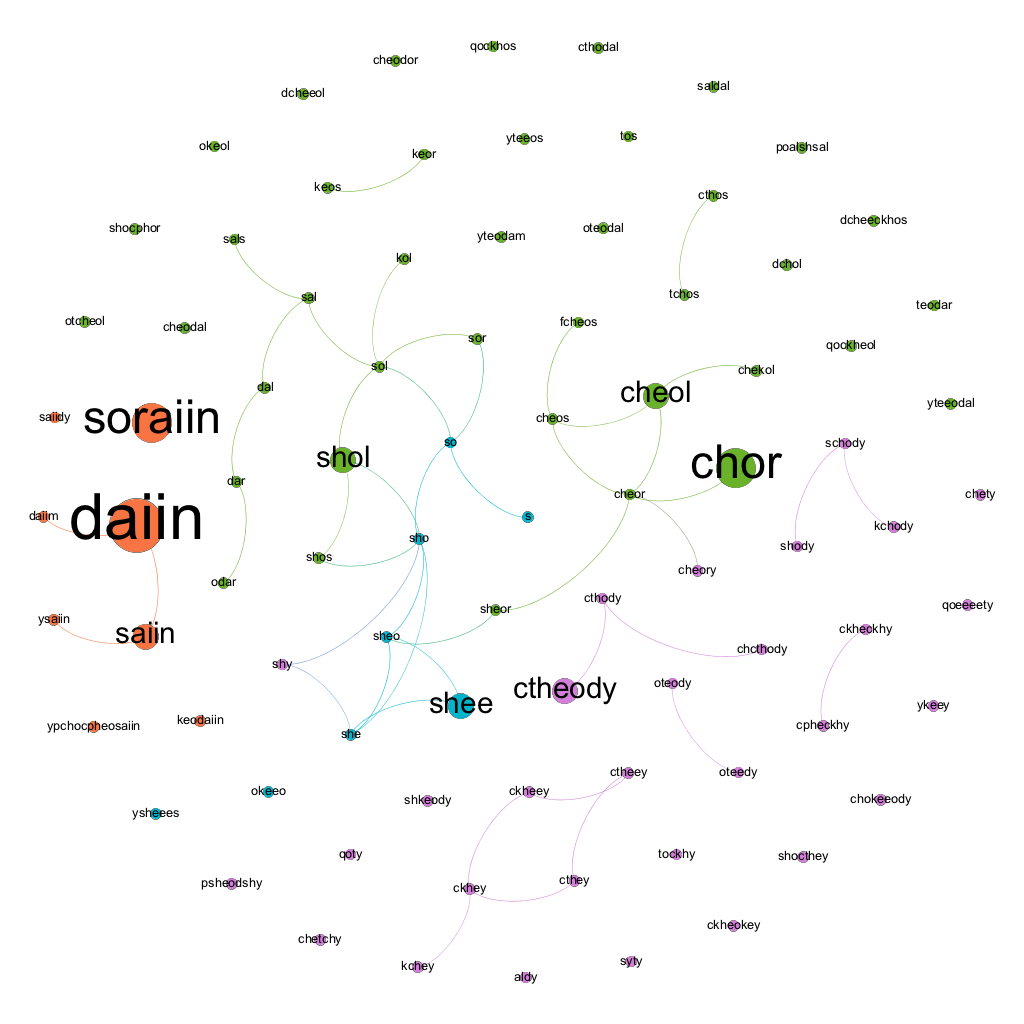 qockhos
cthodal
cheodor
saldal
dcheeol
tos
yteeos
okeol
poalshsal
keor
keos
cthos
dcheeckhos
shocphor
oteodal
yteodam
sals
kol
dchol
tchos
sal
teodar
otcheol
fcheos
cheodal
sor
qockheol
sol
chekol
dal
cheol
yteeodal
saiidy
soraiin
cheos
so
schody
shol
chor
dar
cheor
chety
daiim
daiin
s
kchody
sho
shody
shos
cheory
odar
cthody
qoeeety
sheor
ysaiin
saiin
sheo
ckheckhy
chcthody
shy
oteody
ctheody
shee
ykeey
keodaiin
ypchocpheosaiin
cpheckhy
she
ctheey
oteedy
okeeo
ckheey
shkeody
chokeeody
ysheees
qoty
tockhy
shocthey
psheodshy
cthey
ckhey
ckheokey
chetchy
syty
kchey
aldy